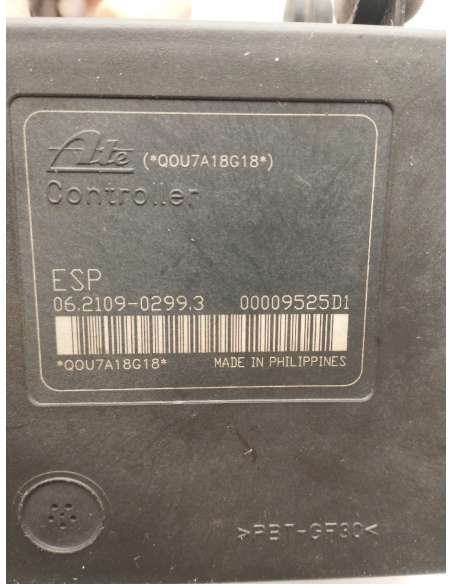 Ate (*QOU7A18G18*)
Controller
ESP
06.2109-0299.3 00009525D1
*QOU7A18G18* MADE IN PHILIPPINES
>PBT-GF30<